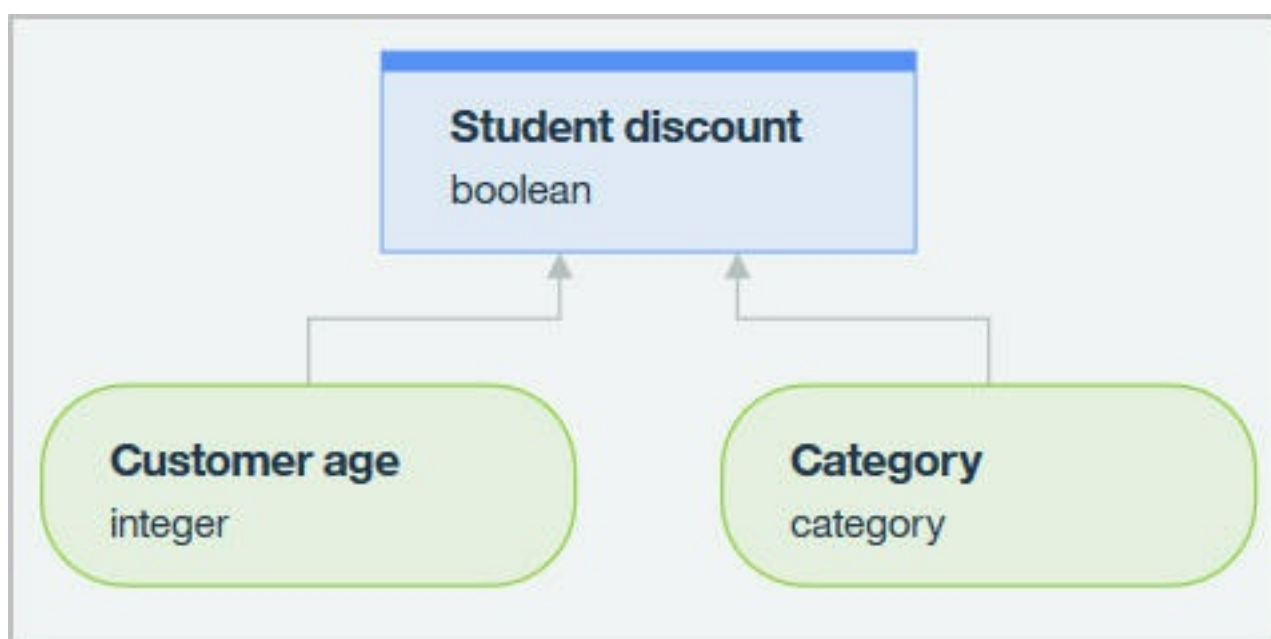 Student discount
boolean
Customer age
integer
Category
category